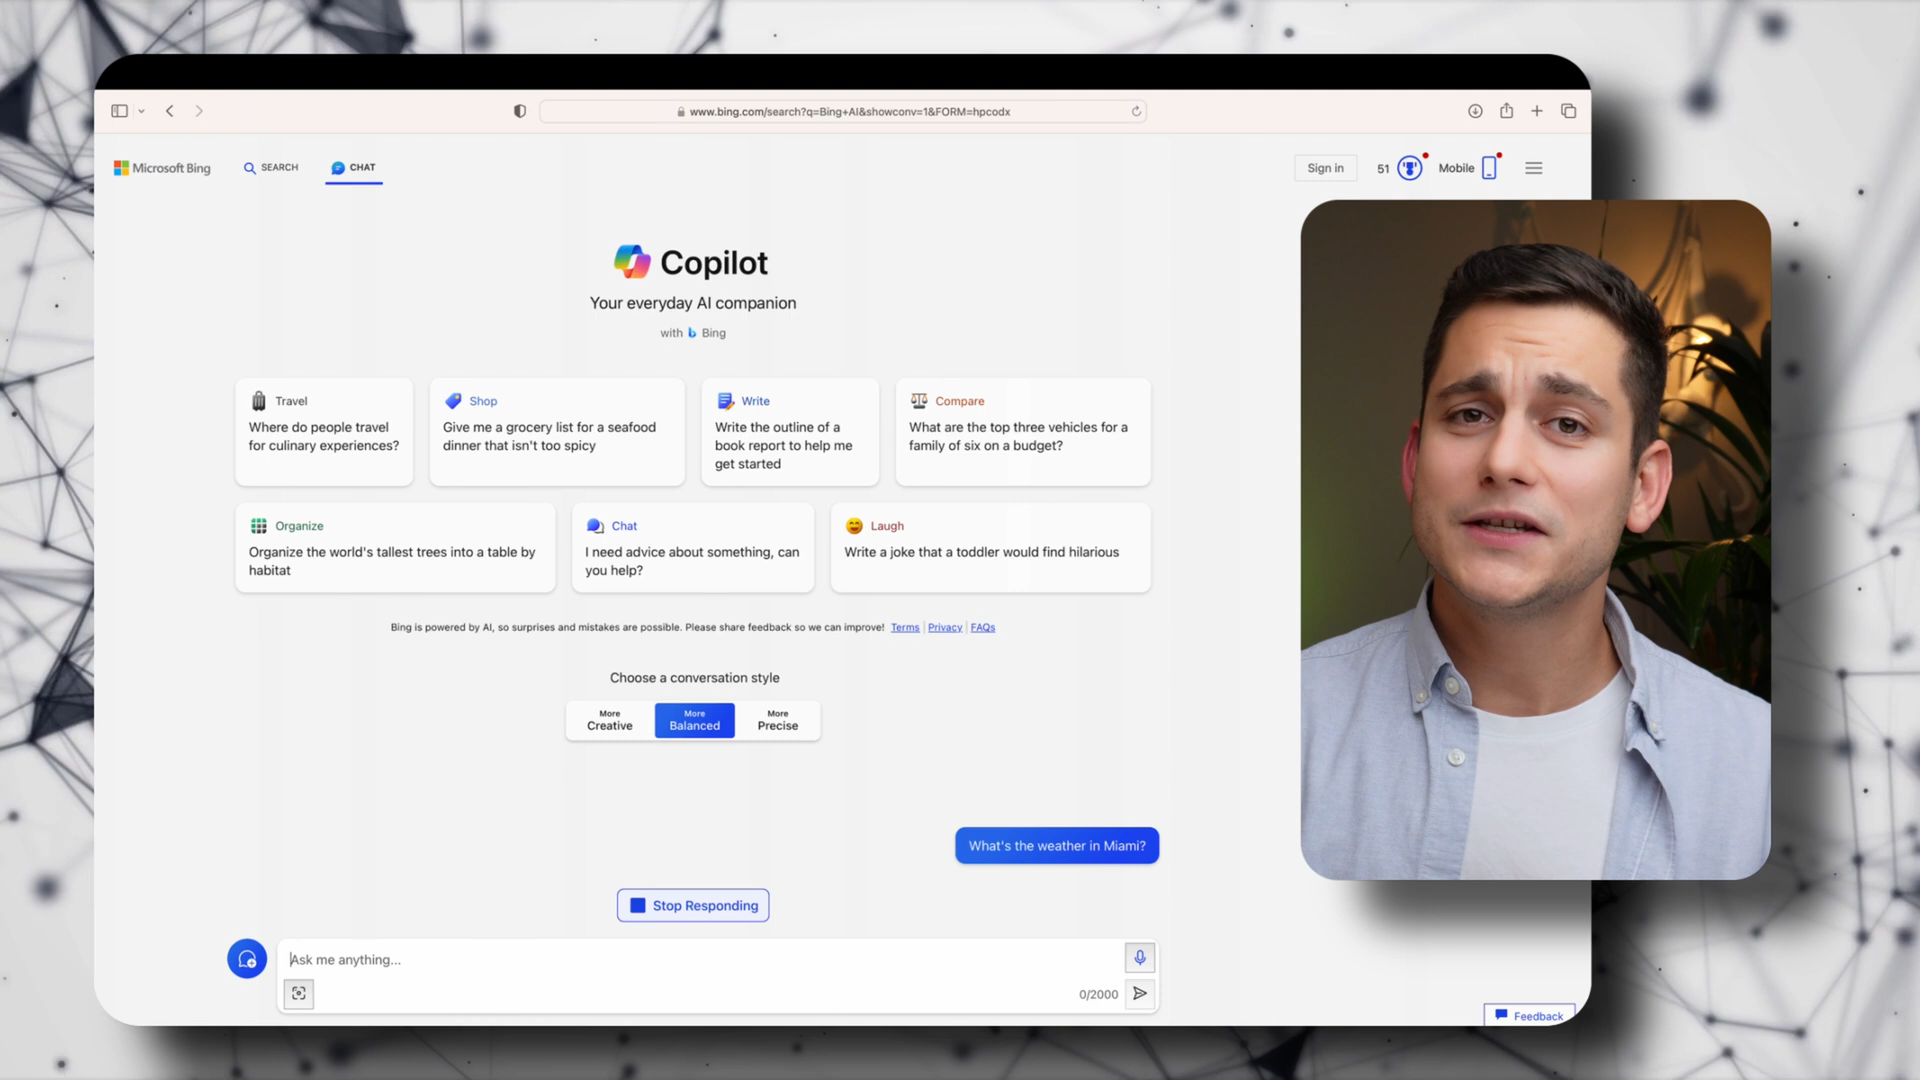 www.bing.com/search?q=Bing+AI&showconv=1&FORM=hpcodx
Microsoft Bing
SEARCH
CHAT
Sign in
51
Mobile
Copilot
Your everyday AI companion
with Bing
Travel
Where do people travel
for culinary experiences?
Shop
Give me a grocery list for a seafood
dinner that isn't too spicy
Write
Write the outline of a
book report to help me
get started
Compare
What are the top three vehicles for a
family of six on a budget?
Organize
Organize the world's tallest trees into a table by
habitat
Chat
I need advice about something, can
you help?
Laugh
Write a joke that a toddler would find hilarious
Bing is powered by AI, so surprises and mistakes are possible. Please share feedback so we can improve! Terms | Privacy | FAQs
Choose a conversation style
More
Creative
More
Balanced
More
Precise
What's the weather in Miami?
Stop Responding
Ask me anything...
0/2000
Feedback